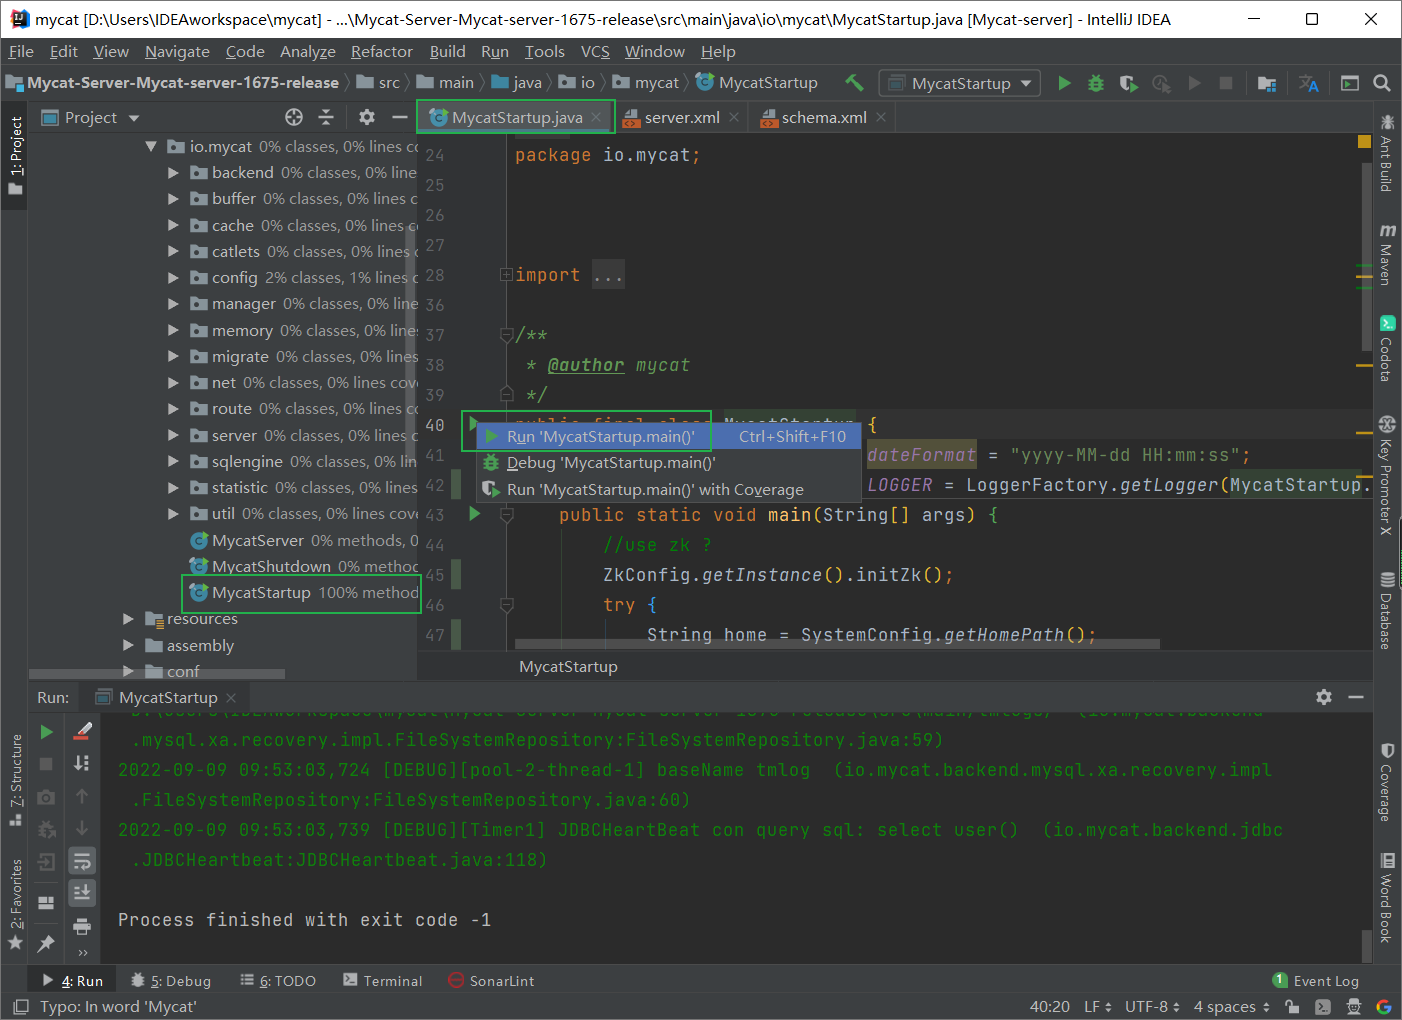 mycat [D:\Users\IDEAworkspace\mycat] - ...\Mycat-Server-Mycat-server-1675-release\src\main\java\io\mycat\MycatStartup.java [Mycat-server] - IntelliJ IDEA
File Edit View Navigate Code Analyze Refactor Build Run Tools VCS Window Help
Mycat-Server-Mycat-server-1675-release src main java io mycat MycatStartup MycatStartup
Project MycatStartup.java server.xml schema.xml
1: Project
io.mycat 0% classes, 0% lines co
backend 0% classes, 0% line
buffer 0% classes, 0% lines c
cache 0% classes, 0% lines co
catlets 0% classes, 0% lines c
config 2% classes, 1% lines c
manager 0% classes, 0% line
memory 0% classes, 0% lines
migrate 0% classes, 0% lines
net 0% classes, 0% lines cov
route 0% classes, 0% lines c
server 0% classes, 0% lines c
sqlengine 0% classes, 0% line
statistic 0% classes, 0% lines
util 0% classes, 0% lines cove
MycatServer 0% methods, 0
MycatShutdown 0% method
MycatStartup 100% method
resources
assembly
conf
24 package io.mycat;
25
26
27
28 import ...
36
37 /**
38 * @author mycat
39 */
40 MycatStartup {
Run 'MycatStartup.main()' Ctrl+Shift+F10
Debug 'MycatStartup.main()'
Run 'MycatStartup.main()' with Coverage
41 dateFormat = "yyyy-MM-dd HH:mm:ss";
42 LOGGER = LoggerFactory.getLogger(MycatStartup.
43 public static void main(String[] args) {
44 //use zk ?
45 ZkConfig.getInstance().initZk();
46 try {
47 String home = SystemConfig.getHomePath();
MycatStartup
Ant Build
Maven
Codota
Key Promoter X
Database
Coverage
Word Book
7: Structure
2: Favorites
Run: MycatStartup
.mysql.xa.recovery.impl.FileSystemRepository:FileSystemRepository.java:59)
2022-09-09 09:53:03,724 [DEBUG][pool-2-thread-1] baseName tmlog (io.mycat.backend.mysql.xa.recovery.impl
.FileSystemRepository:FileSystemRepository.java:60)
2022-09-09 09:53:03,739 [DEBUG][Timer1] JDBCHeartBeat con query sql: select user() (io.mycat.backend.jdbc
.JDBCHeartbeat:JDBCHeartbeat.java:118)
Process finished with exit code -1
4: Run 5: Debug 6: TODO Terminal SonarLint 1 Event Log
Typo: In word 'Mycat' 40:20 LF UTF-8 4 spaces